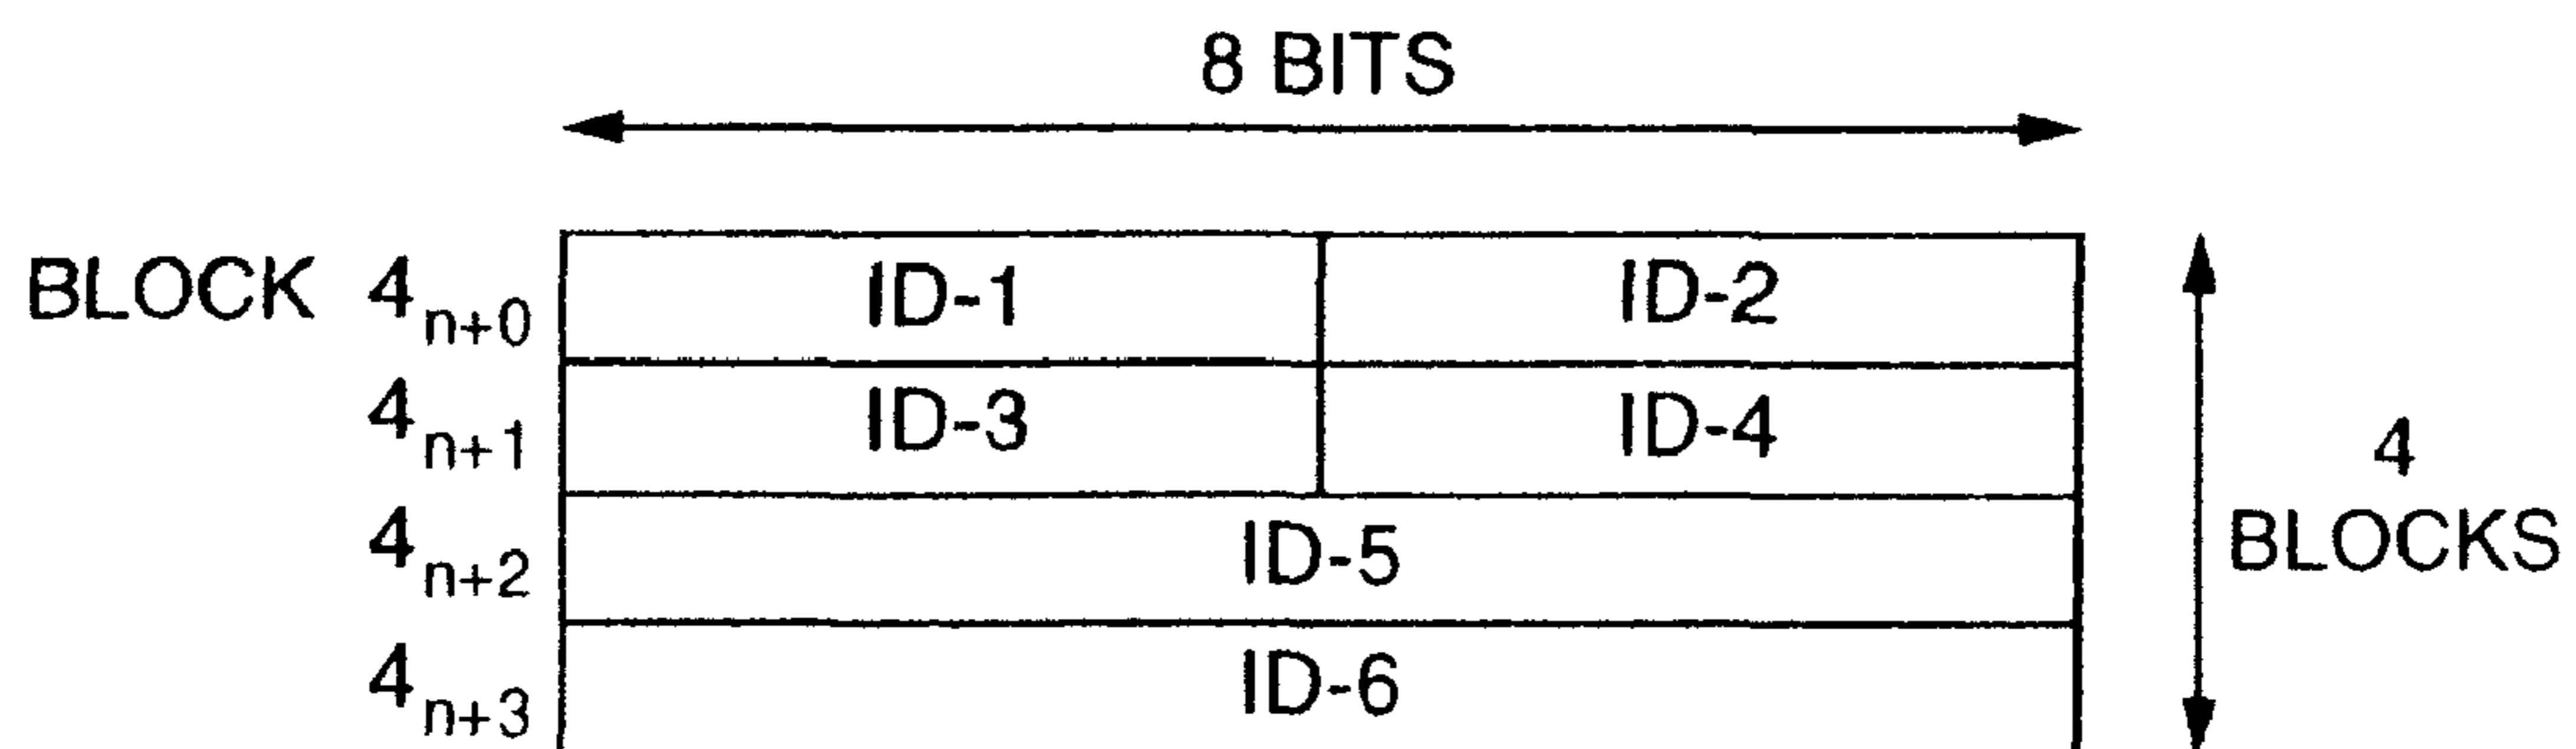 8 BITS
BLOCK 4n+0 ID-1 ID-2
4n+1 ID-3 ID-4
4n+2 ID-5
4n+3 ID-6
4
BLOCKS